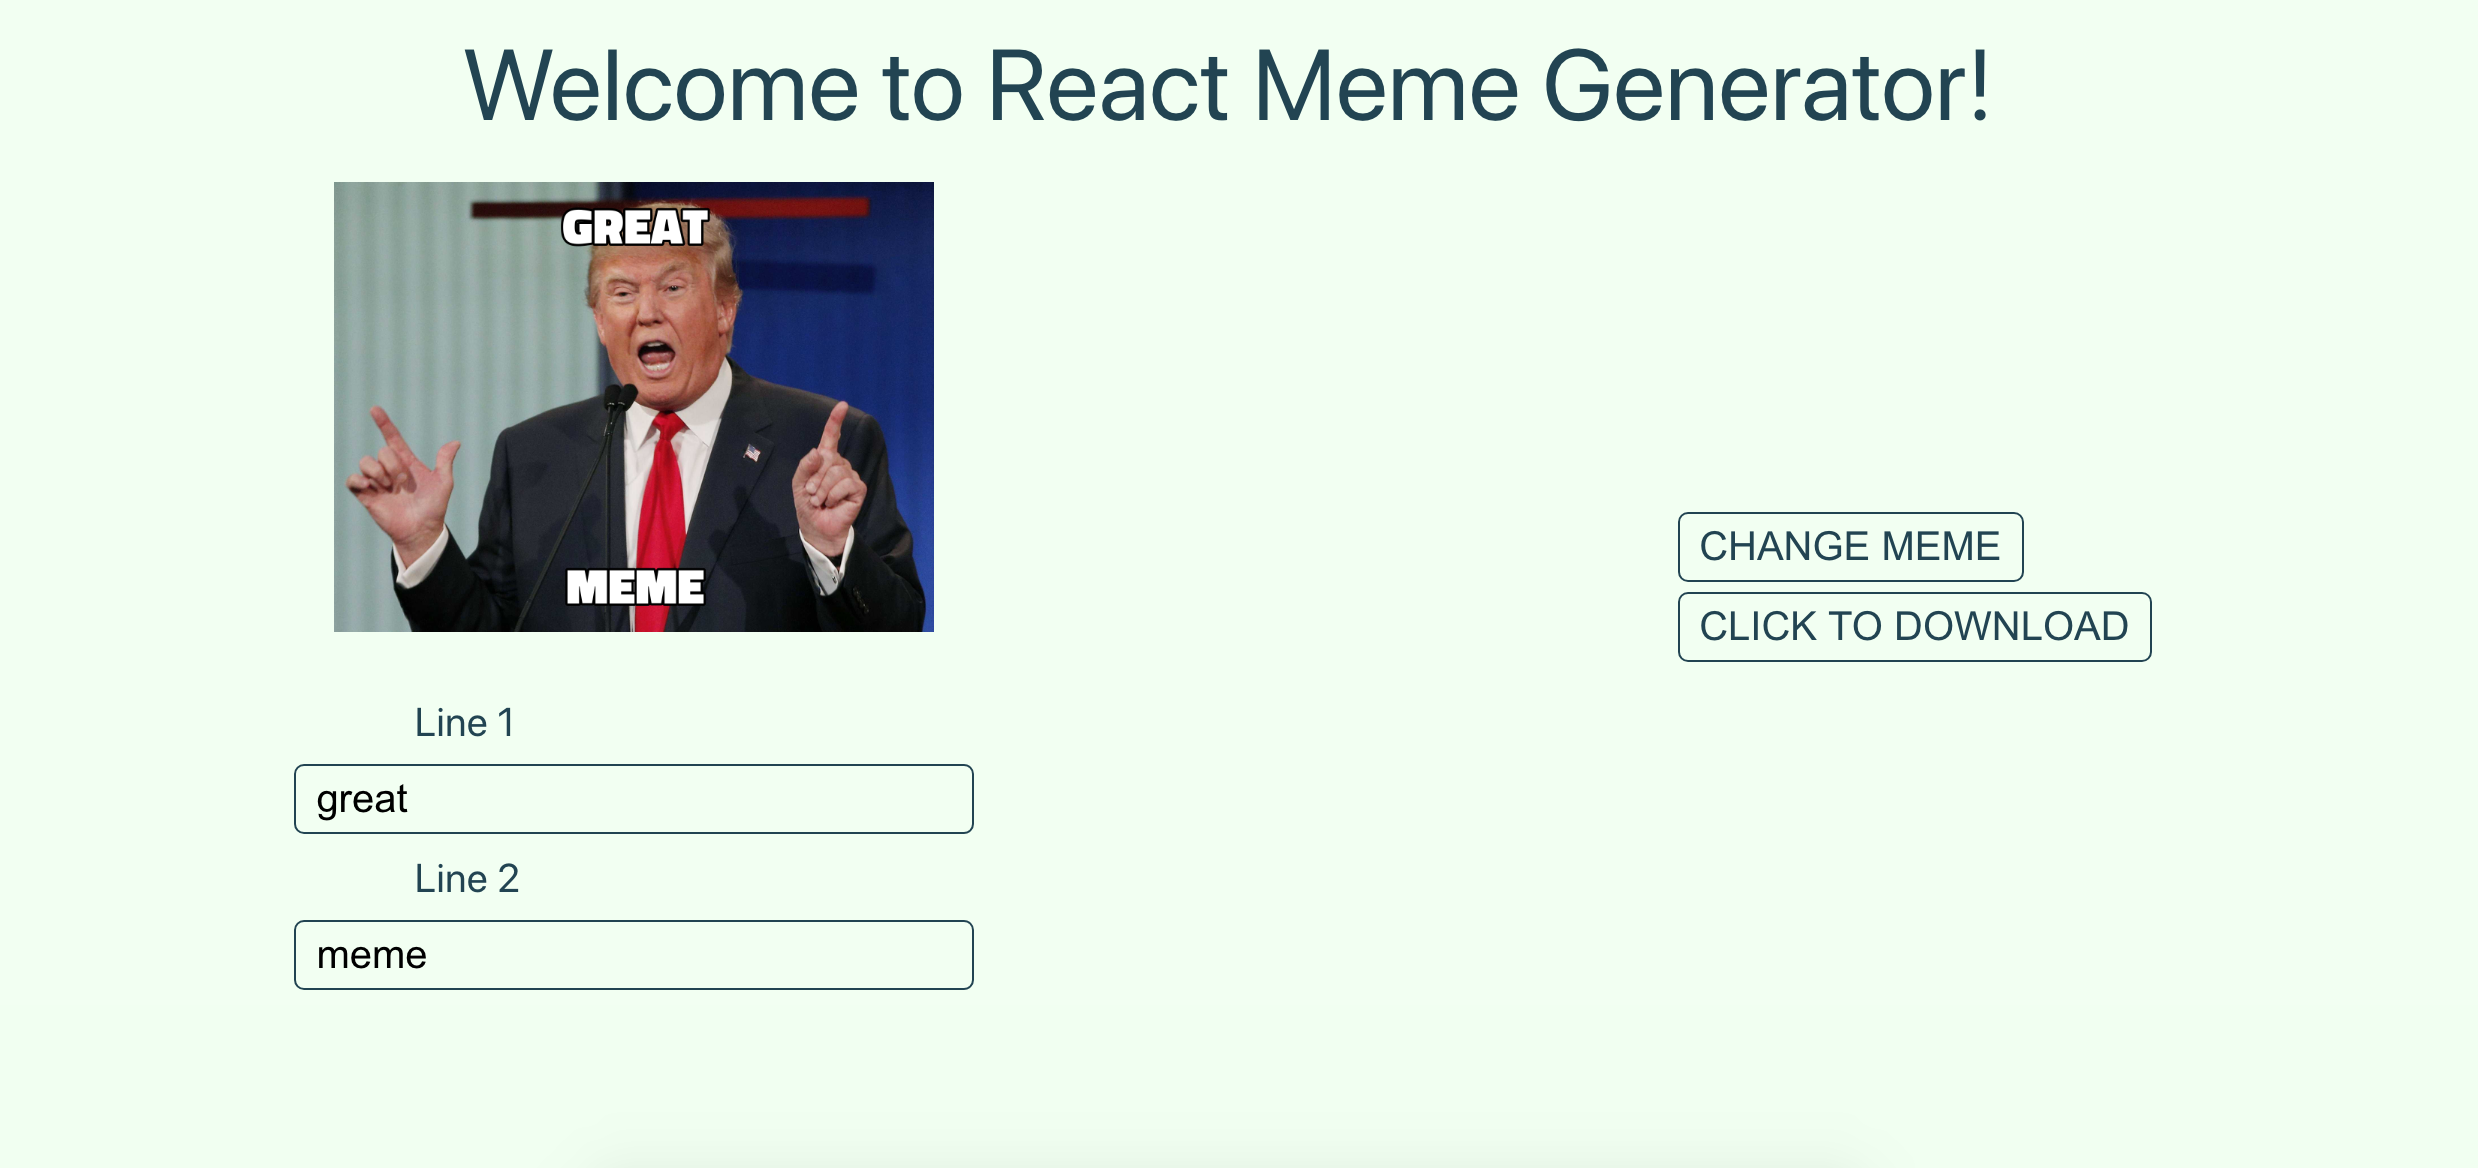 Welcome to React Meme Generator!
GREAT
MEME
CHANGE MEME
CLICK TO DOWNLOAD
Line 1
great
Line 2
meme